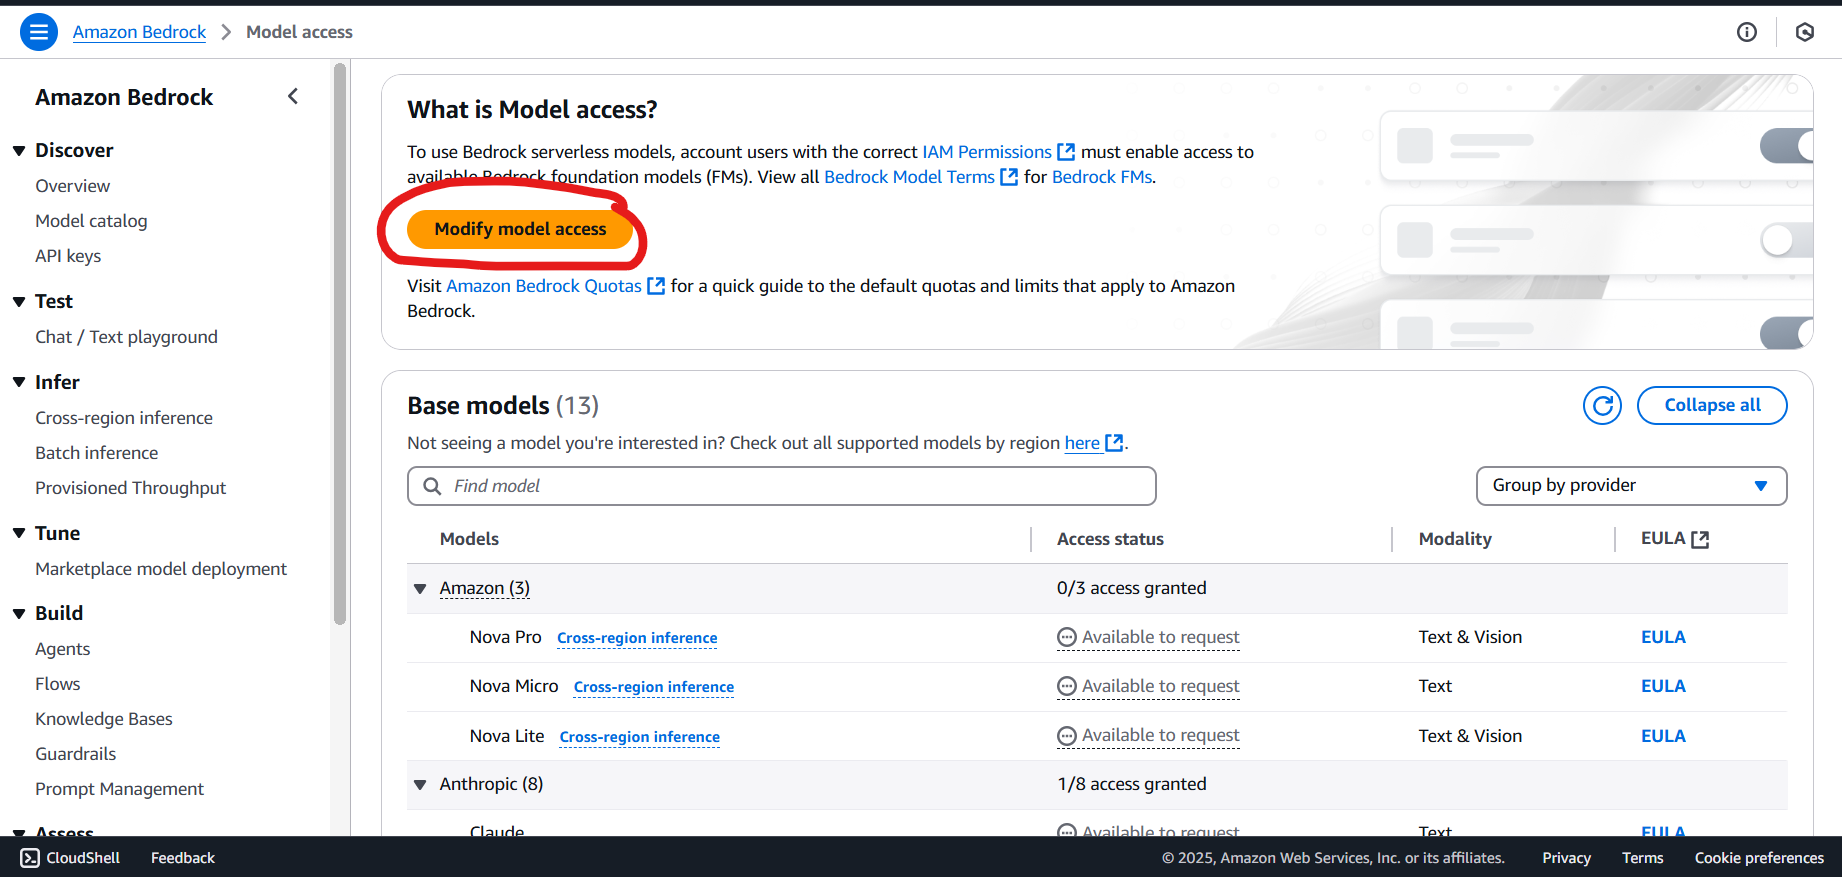 Amazon Bedrock > Model access
Amazon Bedrock
Discover
Overview
Model catalog
API keys
Test
Chat / Text playground
Infer
Cross-region inference
Batch inference
Provisioned Throughput
Tune
Marketplace model deployment
Build
Agents
Flows
Knowledge Bases
Guardrails
Prompt Management
Assess
What is Model access?
To use Bedrock serverless models, account users with the correct IAM Permissions must enable access to
available Bedrock foundation models (FMs). View all Bedrock Model Terms for Bedrock FMs.
Modify model access
Visit Amazon Bedrock Quotas for a quick guide to the default quotas and limits that apply to Amazon
Bedrock.
Base models (13)
Collapse all
Not seeing a model you're interested in? Check out all supported models by region here.
Find model
Group by provider
Models Access status Modality EULA
Amazon (3) 0/3 access granted
Nova Pro Cross-region inference Available to request Text & Vision EULA
Nova Micro Cross-region inference Available to request Text EULA
Nova Lite Cross-region inference Available to request Text & Vision EULA
Anthropic (8) 1/8 access granted
Claude Available to request Text EULA
CloudShell Feedback © 2025, Amazon Web Services, Inc. or its affiliates. Privacy Terms Cookie preferences